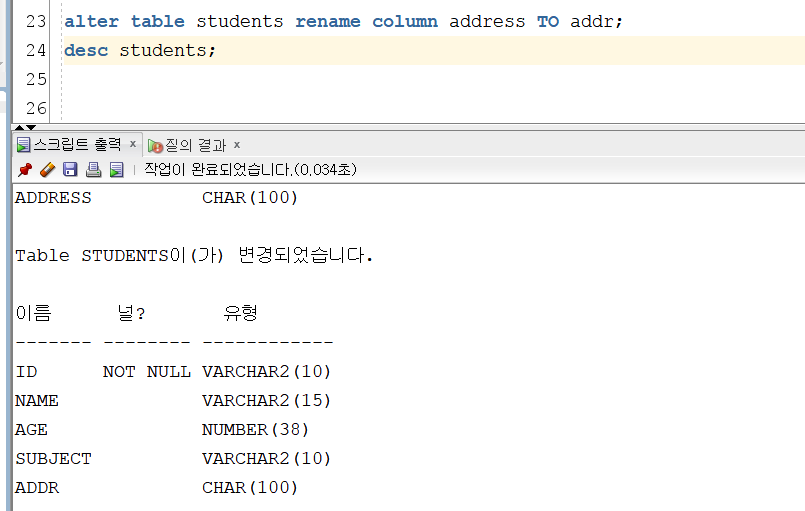 23 alter table students rename column address TO addr;
24 desc students;
25
26
스크립트 출력 × 질의 결과 ×
작업이 완료되었습니다.(0.034초)
ADDRESS CHAR(100)
Table STUDENTS이(가) 변경되었습니다.
이름 널? 유형
------- -------- ------------
ID NOT NULL VARCHAR2(10)
NAME VARCHAR2(15)
AGE NUMBER(38)
SUBJECT VARCHAR2(10)
ADDR CHAR(100)